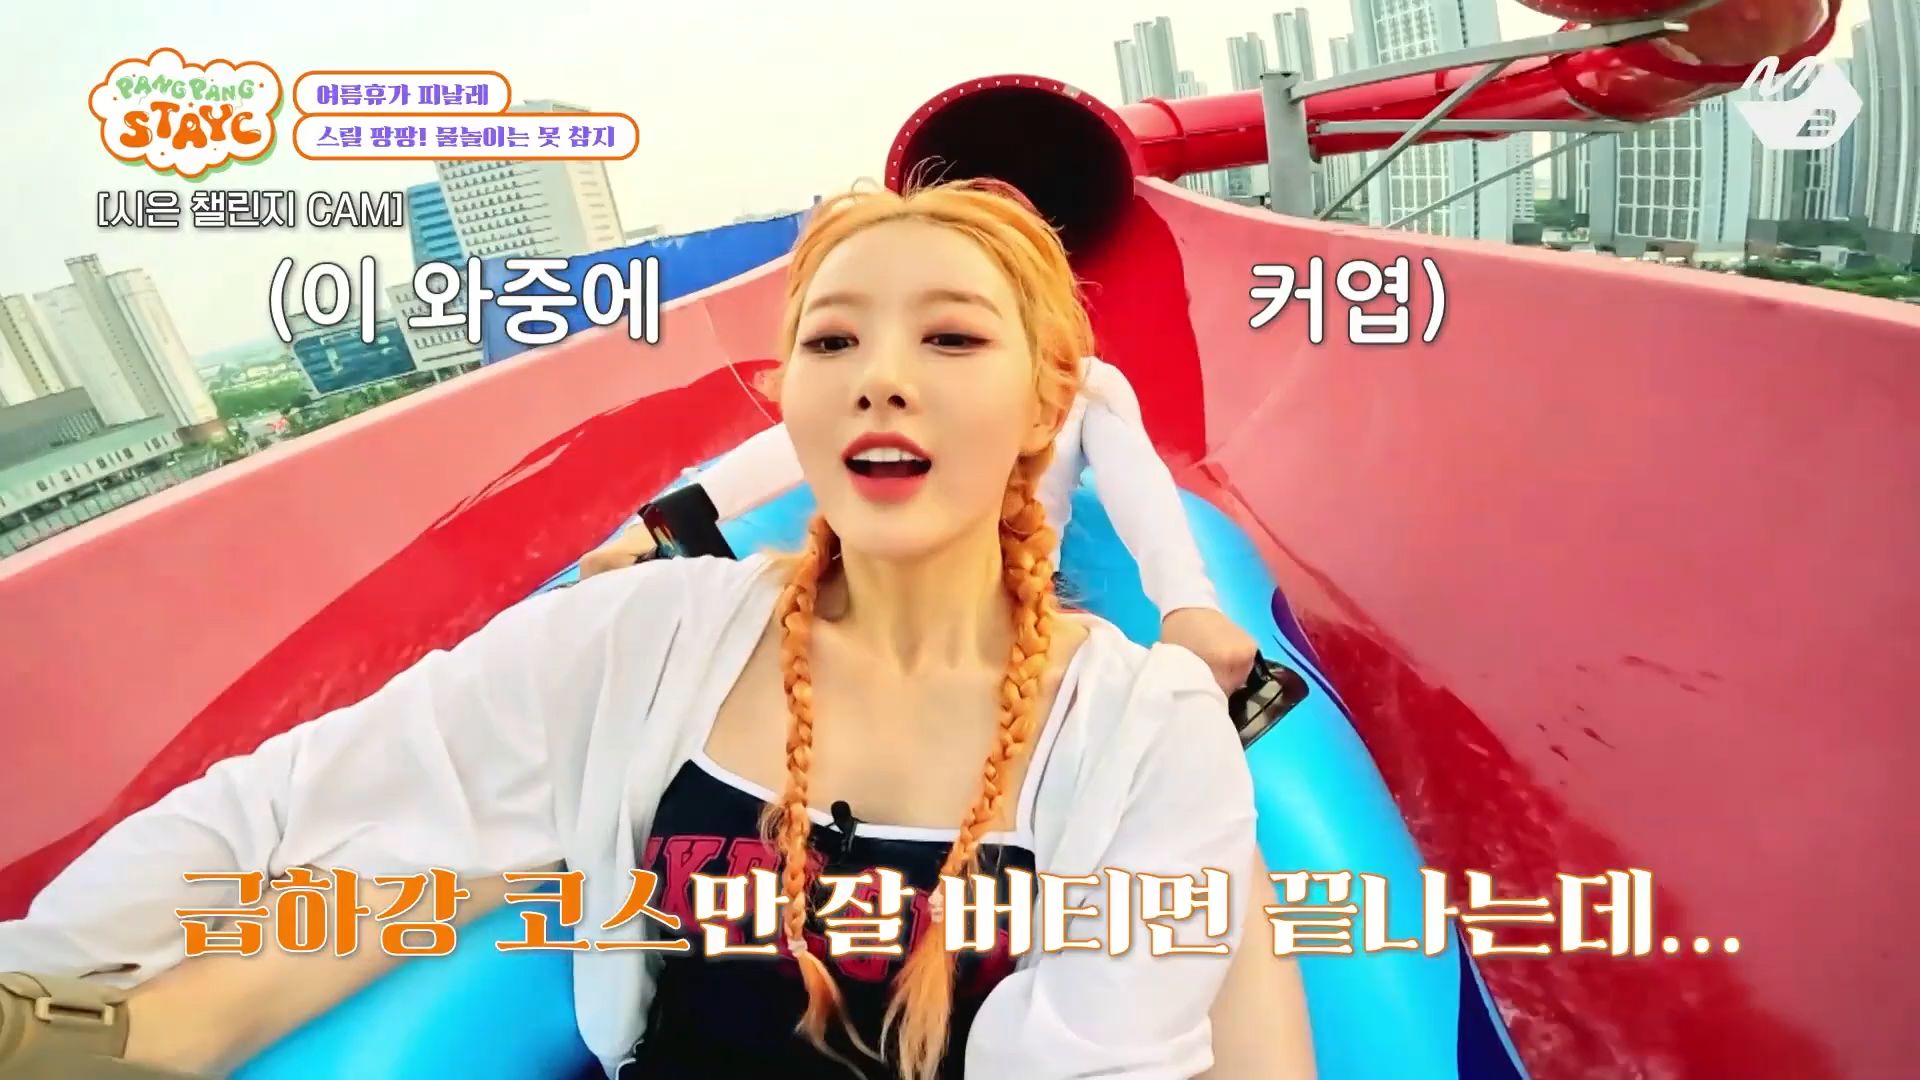 PANG PANG
STAYC
여름휴가 피날레
스릴 팡팡! 물놀이는 못 참지
[시은 챌린지 CAM]
(이 와중에 커엽)
급하강 코스만 잘 버티면 끝나는데...